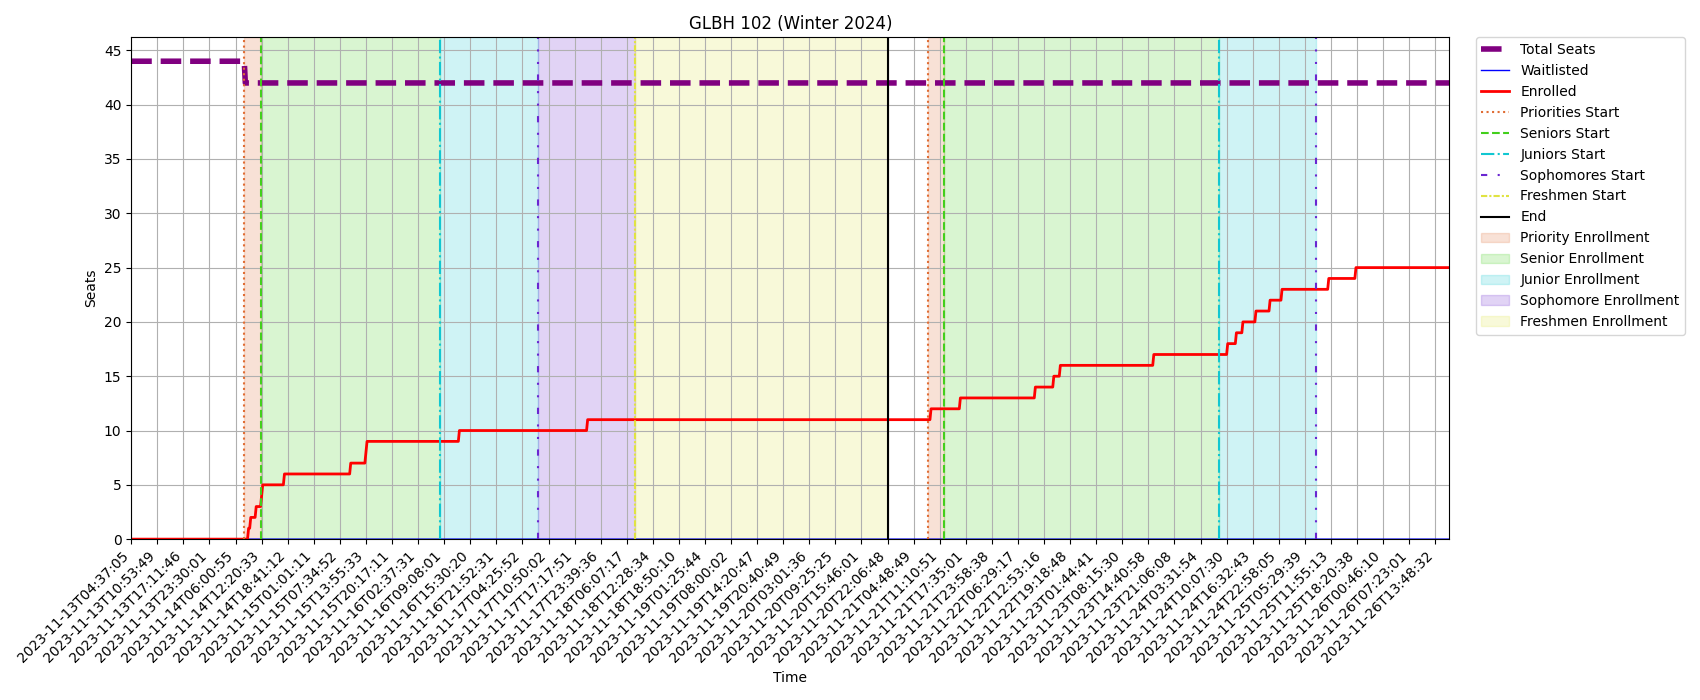 GLBH 102 (Winter 2024)
Seats
45
40
35
30
25
20
15
10
5
0
2023-11-13T04:37:05
2023-11-13T10:53:49
2023-11-13T17:11:46
2023-11-13T23:30:01
2023-11-14T06:00:55
2023-11-14T12:20:33
2023-11-14T18:41:12
2023-11-15T01:01:11
2023-11-15T07:34:52
2023-11-15T13:55:33
2023-11-15T20:17:11
2023-11-16T02:37:31
2023-11-16T09:08:01
2023-11-16T15:30:20
2023-11-16T21:52:31
2023-11-17T04:25:52
2023-11-17T10:50:02
2023-11-17T17:17:51
2023-11-17T23:39:36
2023-11-18T06:07:17
2023-11-18T12:28:34
2023-11-18T18:50:10
2023-11-19T01:25:44
2023-11-19T08:00:02
2023-11-19T14:20:47
2023-11-19T20:40:49
2023-11-20T03:01:36
2023-11-20T09:25:25
2023-11-20T15:46:01
2023-11-20T22:06:48
2023-11-21T04:48:49
2023-11-21T11:10:51
2023-11-21T17:35:01
2023-11-21T23:58:38
2023-11-22T06:29:17
2023-11-22T12:53:16
2023-11-22T19:18:48
2023-11-23T01:44:41
2023-11-23T08:15:30
2023-11-23T14:40:58
2023-11-23T21:06:08
2023-11-24T03:31:54
2023-11-24T10:07:30
2023-11-24T16:32:43
2023-11-24T22:58:05
2023-11-25T05:29:39
2023-11-25T11:55:13
2023-11-25T18:20:38
2023-11-26T00:46:10
2023-11-26T07:23:01
2023-11-26T13:48:32
Time
Total Seats
Waitlisted
Enrolled
Priorities Start
Seniors Start
Juniors Start
Sophomores Start
Freshmen Start
End
Priority Enrollment
Senior Enrollment
Junior Enrollment
Sophomore Enrollment
Freshmen Enrollment